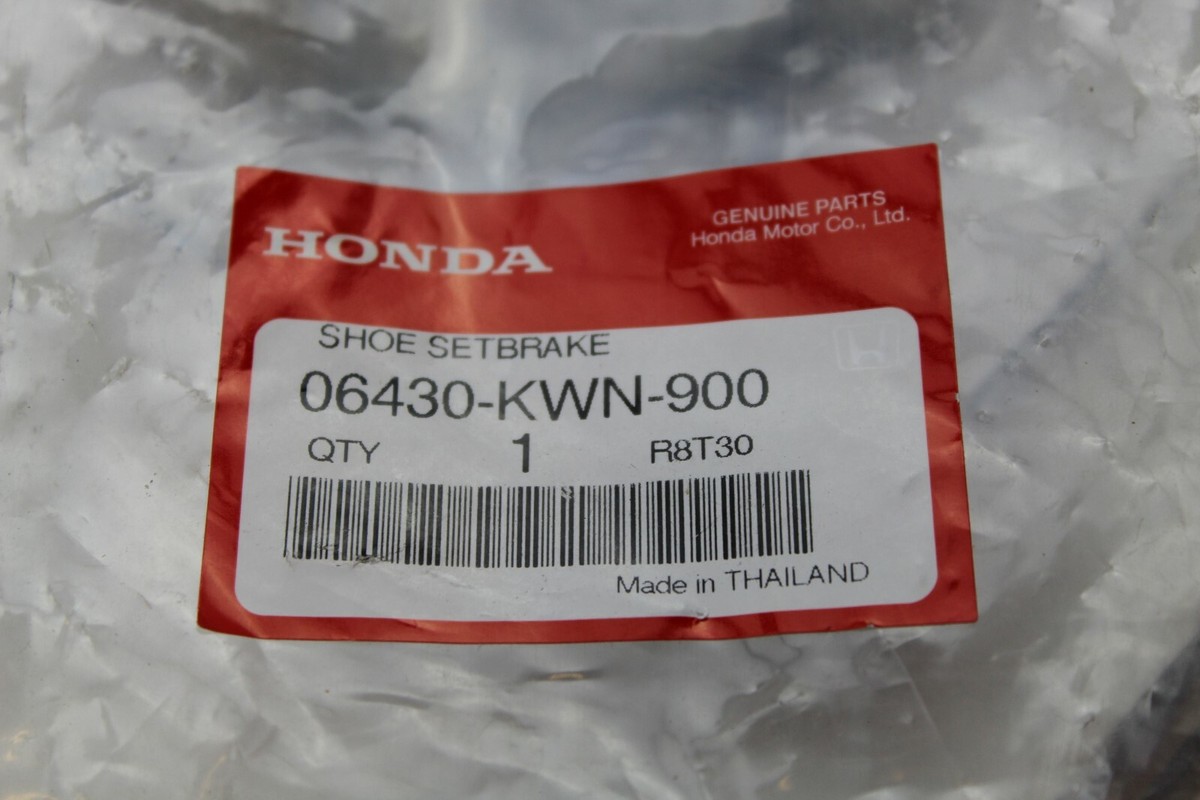 HONDA
GENUINE PARTS
Honda Motor Co., Ltd.
SHOE SETBRAKE
06430-KWN-900
QTY 1 R8T30
Made in THAILAND